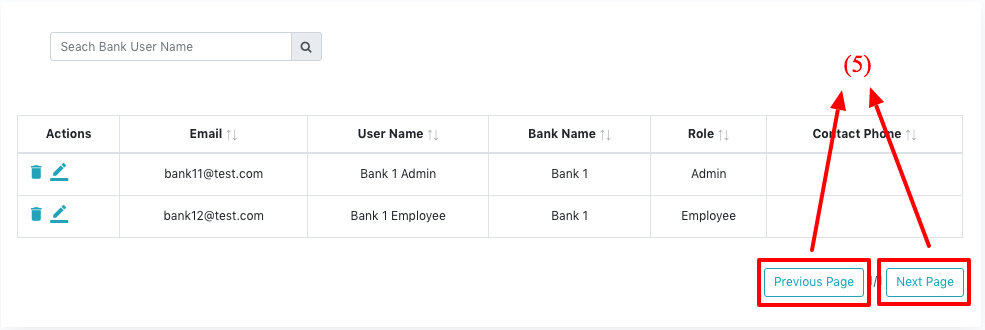 Seach Bank User Name
(5)
Actions Email User Name Bank Name Role Contact Phone
bank11@test.com Bank 1 Admin Bank 1 Admin
bank12@test.com Bank 1 Employee Bank 1 Employee
Previous Page / Next Page